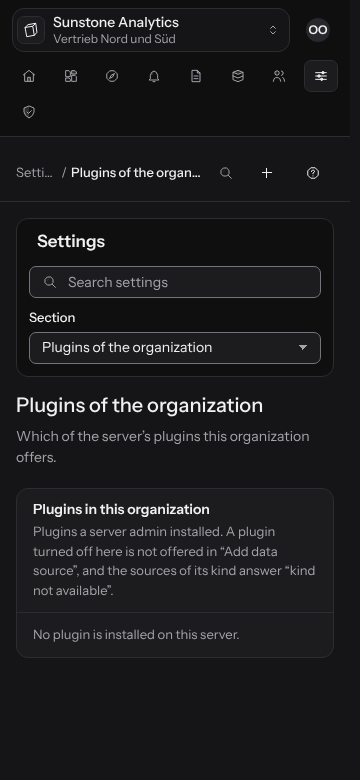 Sunstone Analytics
Vertrieb Nord und Süd
OO
Setti... / Plugins of the organ...
Settings
Search settings
Section
Plugins of the organization
Plugins of the organization
Which of the server’s plugins this organization
offers.
Plugins in this organization
Plugins a server admin installed. A plugin
turned off here is not offered in “Add data
source”, and the sources of its kind answer “kind
not available”.
No plugin is installed on this server.